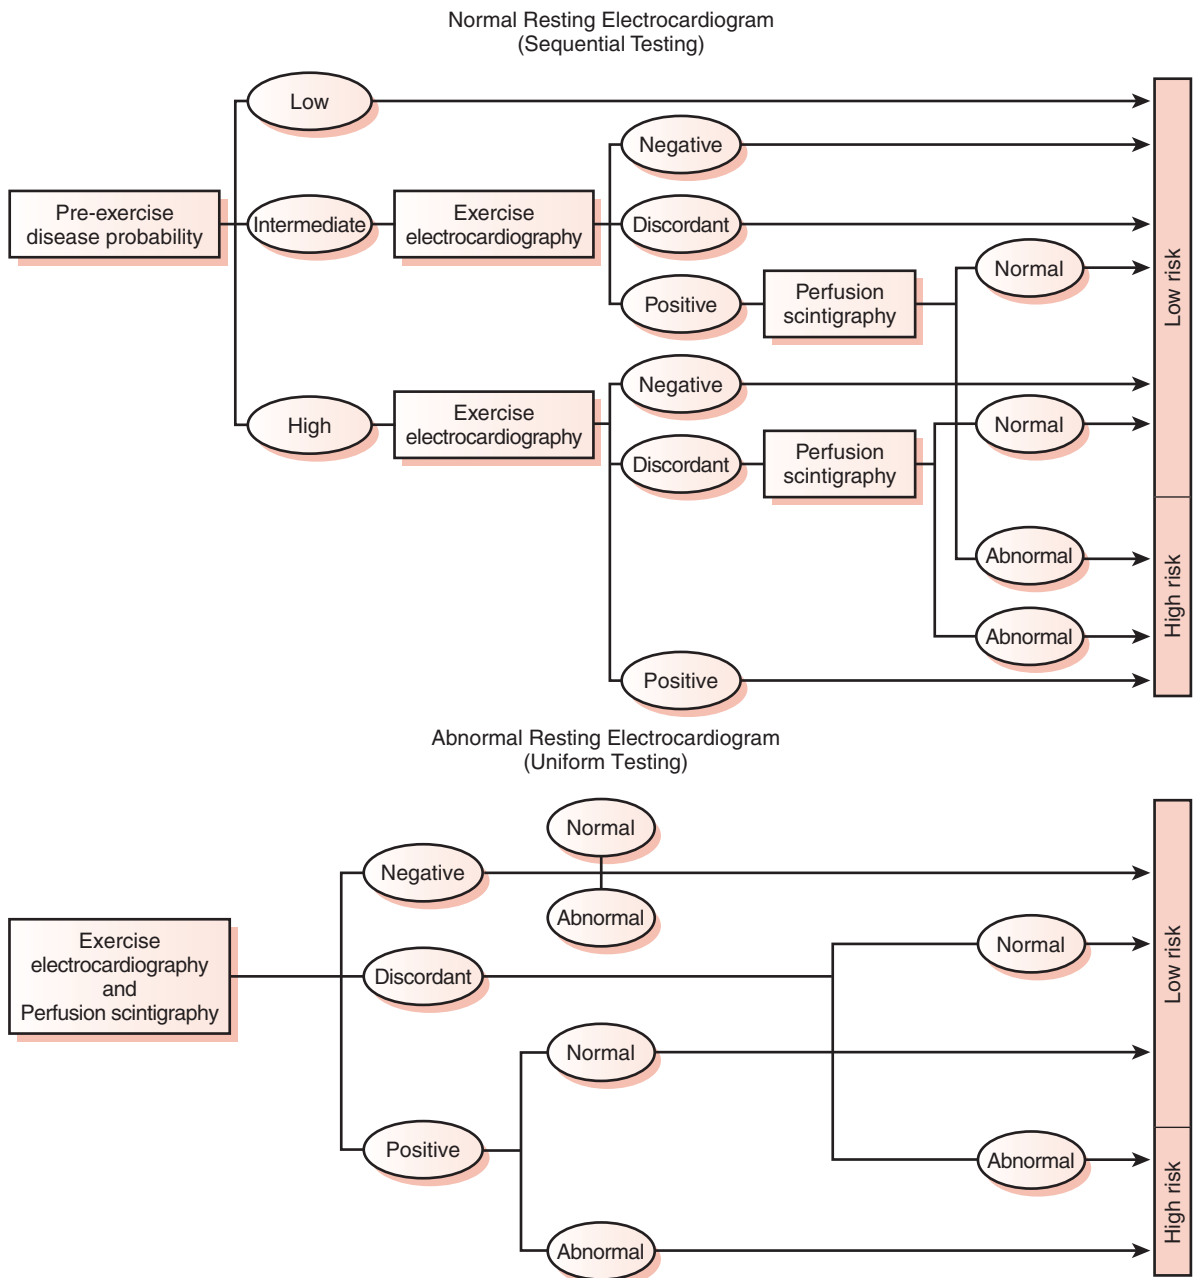 Normal Resting Electrocardiogram
(Sequential Testing)
Low
Negative
Pre-exercise
disease probability
Intermediate
Exercise
electrocardiography
Discordant
Normal
Positive
Perfusion
scintigraphy
Low risk
Negative
High
Exercise
electrocardiography
Normal
Discordant
Perfusion
scintigraphy
Abnormal
High risk
Abnormal
Positive
Abnormal Resting Electrocardiogram
(Uniform Testing)
Normal
Negative
Abnormal
Exercise
electrocardiography
and
Perfusion scintigraphy
Normal
Low risk
Discordant
Normal
Positive
Abnormal
High risk
Abnormal